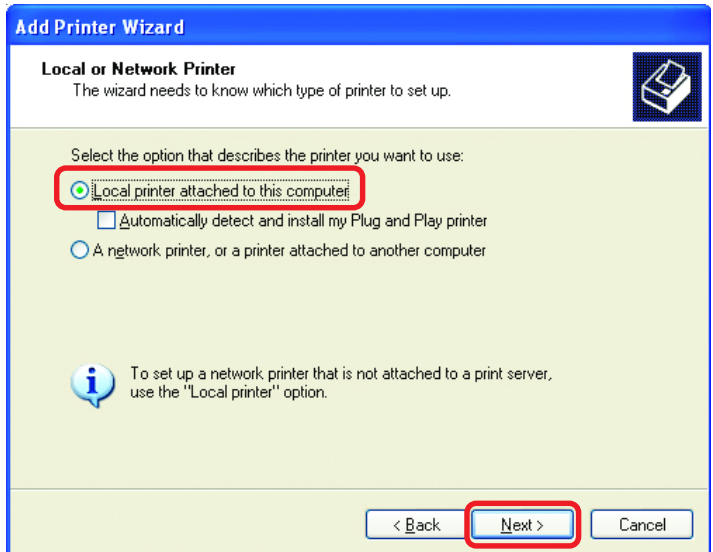 Add Printer Wizard
Local or Network Printer
The wizard needs to know which type of printer to set up.
Select the option that describes the printer you want to use:
Local printer attached to this computer
Automatically detect and install my Plug and Play printer
A network printer, or a printer attached to another computer
To set up a network printer that is not attached to a print server,
use the "Local printer" option.
< Back Next > Cancel